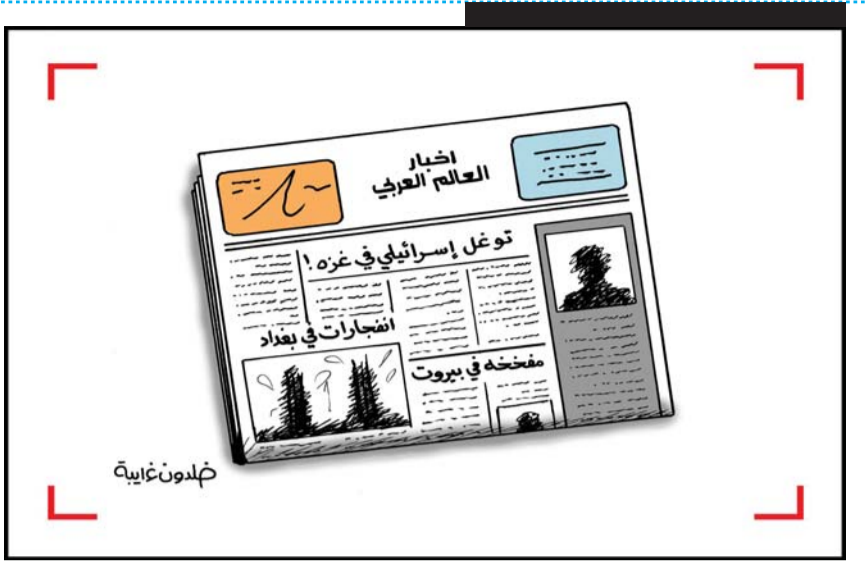 اخبار
العالم العربي
توغل إسرائيلي في غزه !
انفجارات في بغداد
مفخخه في بيروت
خلدون غرايبة